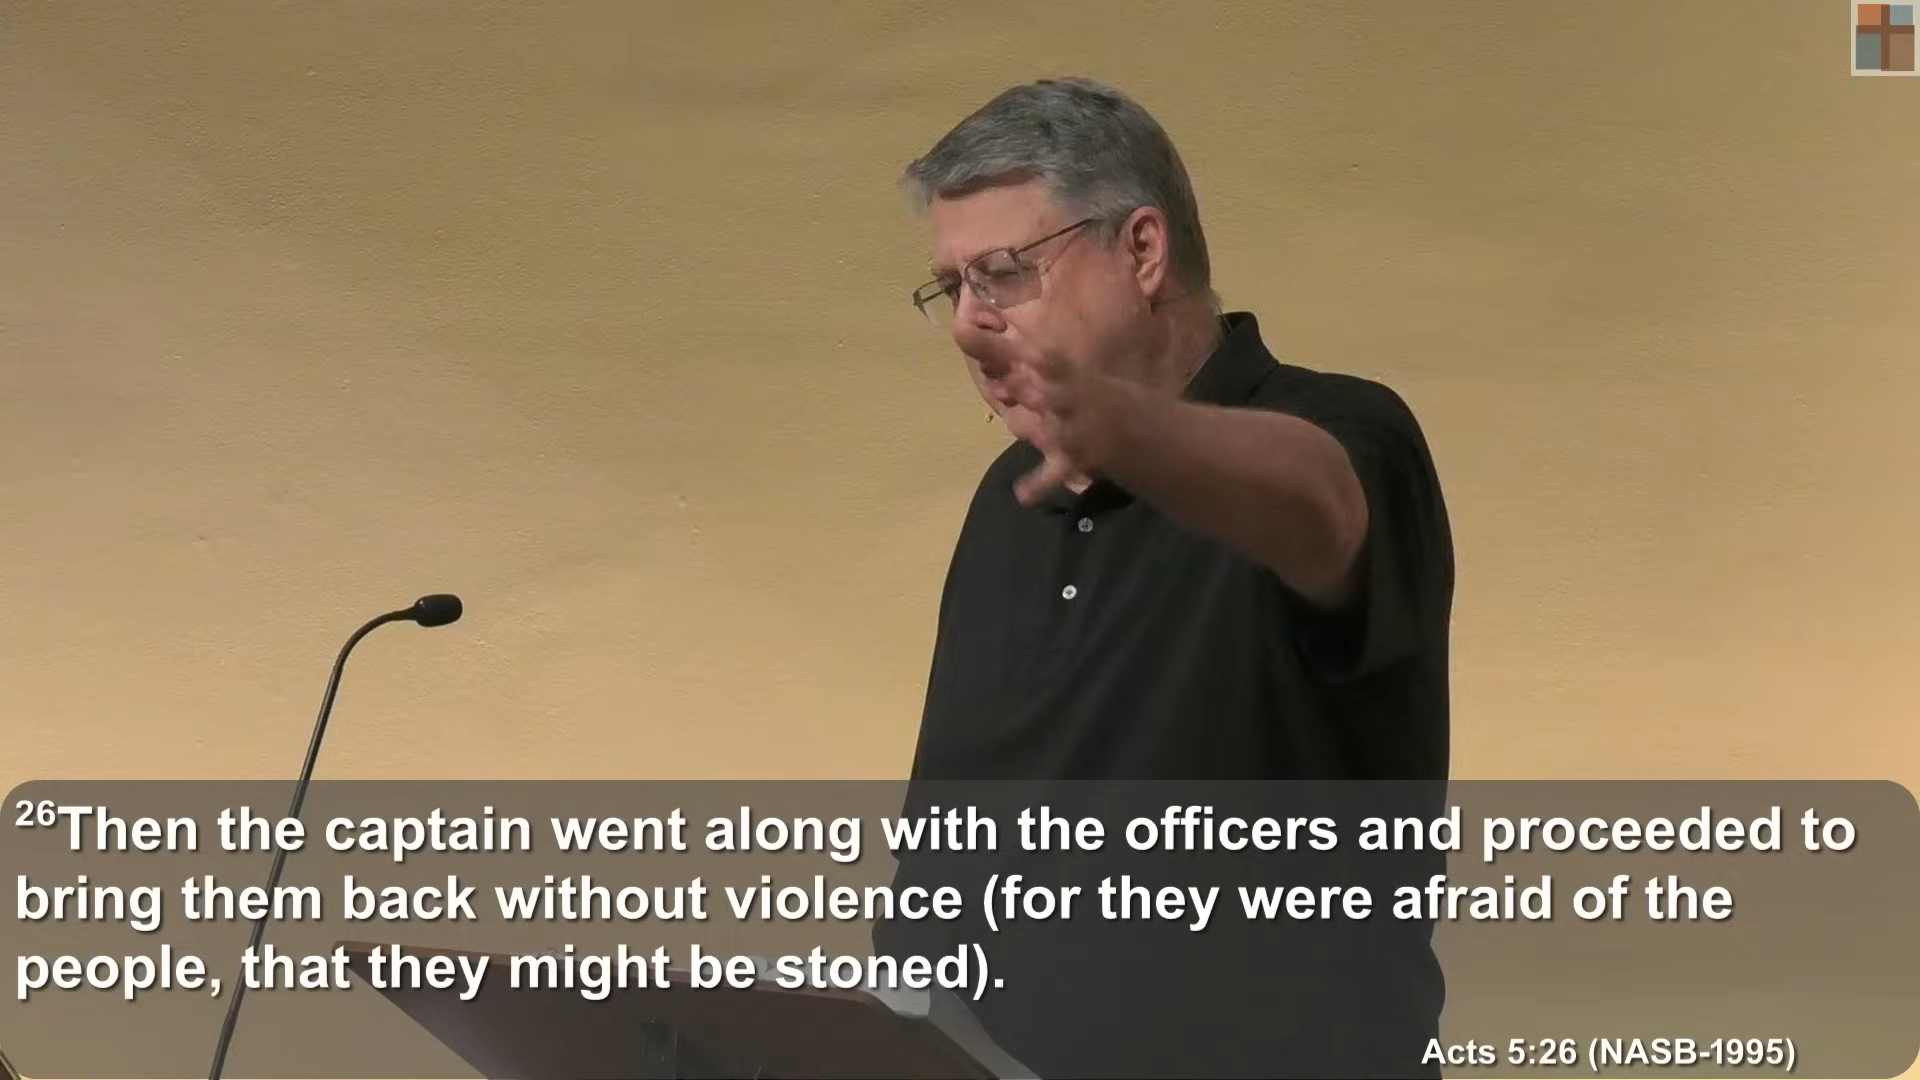 26Then the captain went along with the officers and proceeded to
bring them back without violence (for they were afraid of the
people, that they might be stoned).
Acts 5:26 (NASB-1995)